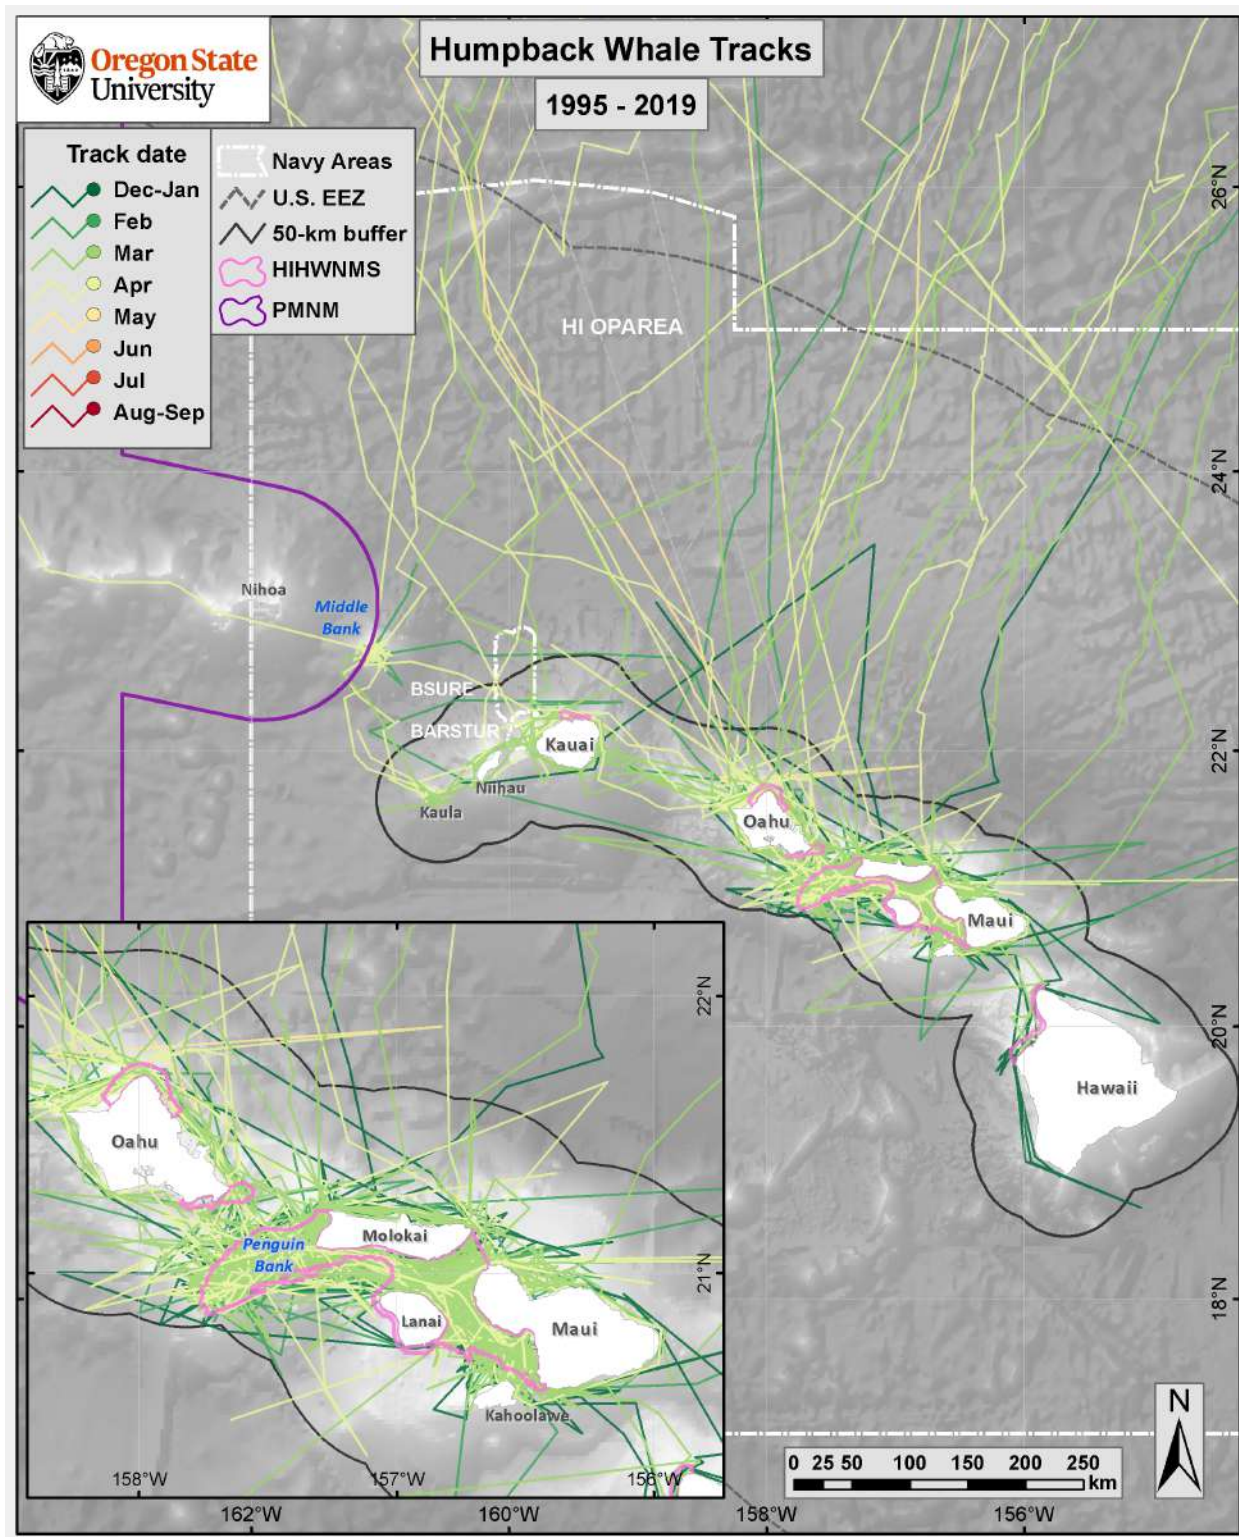 Oregon State
University
Humpback Whale Tracks
1995 - 2019
Track date
Dec-Jan
Feb
Mar
Apr
May
Jun
Jul
Aug-Sep
Navy Areas
U.S. EEZ
50-km buffer
HIHWNMS
PMNM
26°N
HI OPAREA
24°N
Nihoa
Middle
Bank
BSURE
BARSTUR
Kauai
22°N
Niihau
Kaula
Oahu
Maui
20°N
Hawaii
18°N
22°N
Oahu
Molokai
Penguin
Bank
21°N
Lanai
Maui
Kahoolawe
158°W
157°W
156°W
N
0 25 50 100 150 200 250
km
162°W
160°W
158°W
156°W